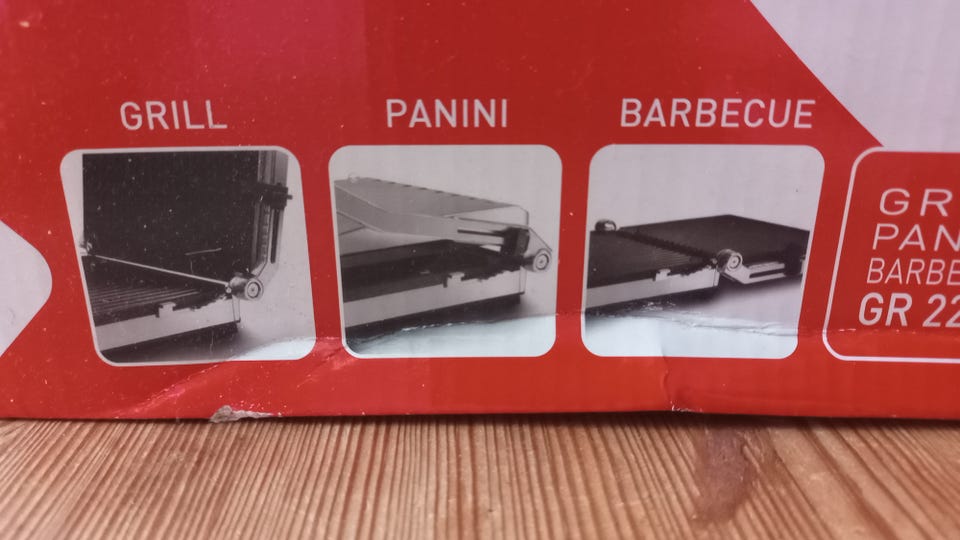 GRILL
PANINI
BARBECUE
GR
PAN
BARBE
GR 22